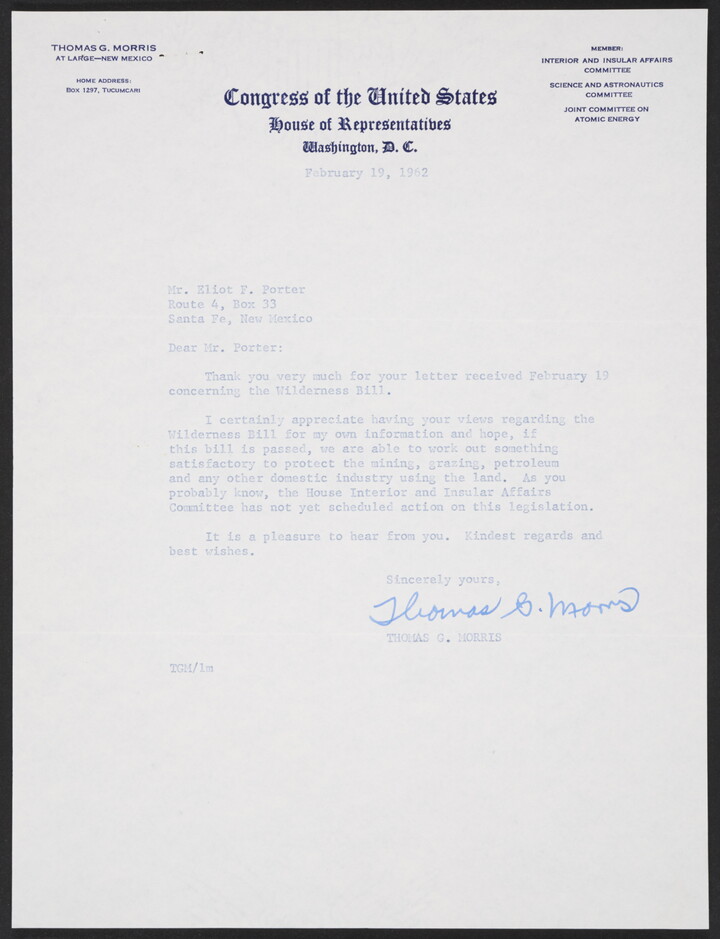 THOMAS G. MORRIS
AT LARGE—NEW MEXICO
HOME ADDRESS:
BOX 1297, TUCUMCARI
MEMBER:
INTERIOR AND INSULAR AFFAIRS
COMMITTEE
SCIENCE AND ASTRONAUTICS
COMMITTEE
JOINT COMMITTEE ON
ATOMIC ENERGY
Congress of the United States
House of Representatives
Washington, D. C.
February 19, 1962
Mr. Eliot F. Porter
Route 4, Box 33
Santa Fe, New Mexico
Dear Mr. Porter:
Thank you very much for your letter received February 19
concerning the Wilderness Bill.
I certainly appreciate having your views regarding the
Wilderness Bill for my own information and hope, if
this bill is passed, we are able to work out something
satisfactory to protect the mining, grazing, petroleum
and any other domestic industry using the land. As you
probably know, the House Interior and Insular Affairs
Committee has not yet scheduled action on this legislation.
It is a pleasure to hear from you. Kindest regards and
best wishes.
Sincerely yours,
Thomas G. Morris
THOMAS G. MORRIS
TGM/lm